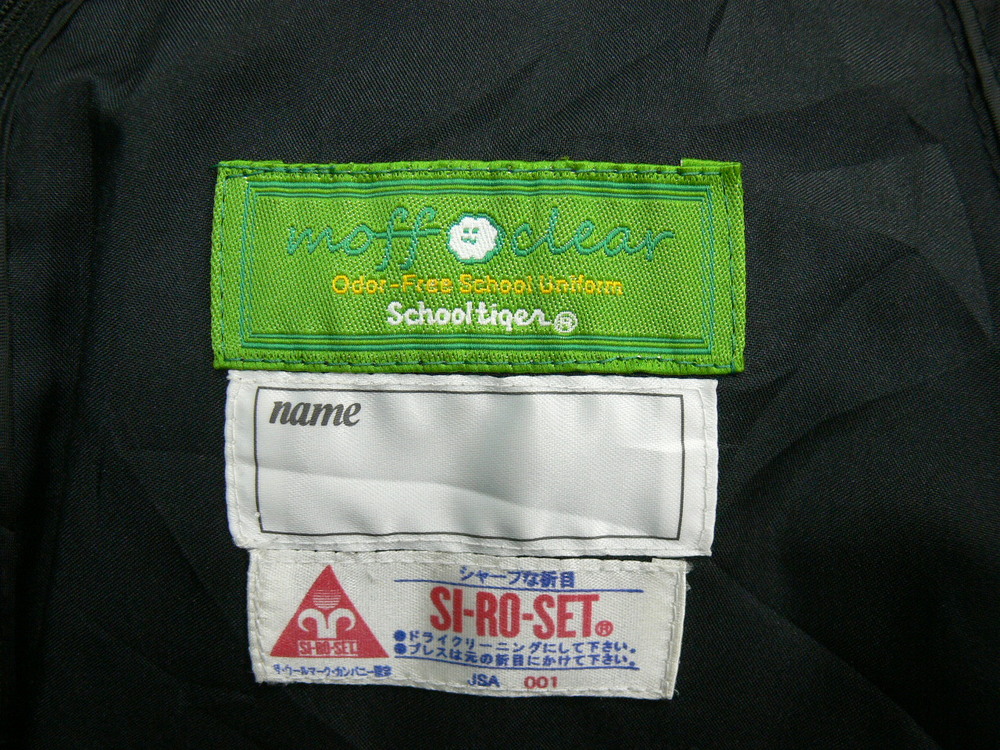 moff clear
Odor-Free School Uniform
Schooltiger®
name
シャープな折目
SI-RO-SET®
SI-RO-SET
●ドライクリーニングにして下さい。
●プレスは元の折目にかけて下さい。
ウールマーク・カンパニー
JSA 001